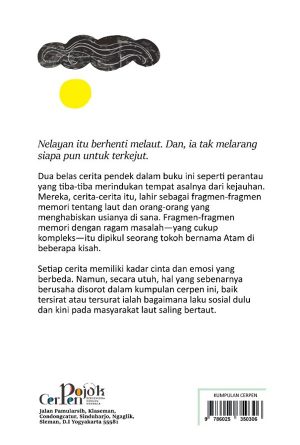 Nelayan itu berhenti melaut. Dan, ia tak melarang
siapa pun untuk terkejut.
Dua belas cerita pendek dalam buku ini seperti perantau
yang tiba-tiba merindukan tempat asalnya dari kejauhan.
Mereka, cerita-cerita itu, lahir sebagai fragmen-fragmen
memori tentang laut dan orang-orang yang
menghabiskan usianya di sana. Fragmen-fragmen
memori dengan ragam masalah—yang cukup
kompleks—itu dipikul seorang tokoh bernama Atam di
beberapa kisah.
Setiap cerita memiliki kadar cinta dan emosi yang
berbeda. Namun, secara utuh, hal yang sebenarnya
berusaha disorot dalam kumpulan cerpen ini, baik
tersirat atau tersurat ialah bagaimana laku sosial dulu
dan kini pada masyarakat laut saling bertaut.
Pojok
Cerpen
Jalan Pamularsih, Klaseman,
Condongcatur, Sinduharjo, Ngaglik,
Sleman, D.I Yogyakarta 55581
KUMPULAN CERPEN
9 786025 350306